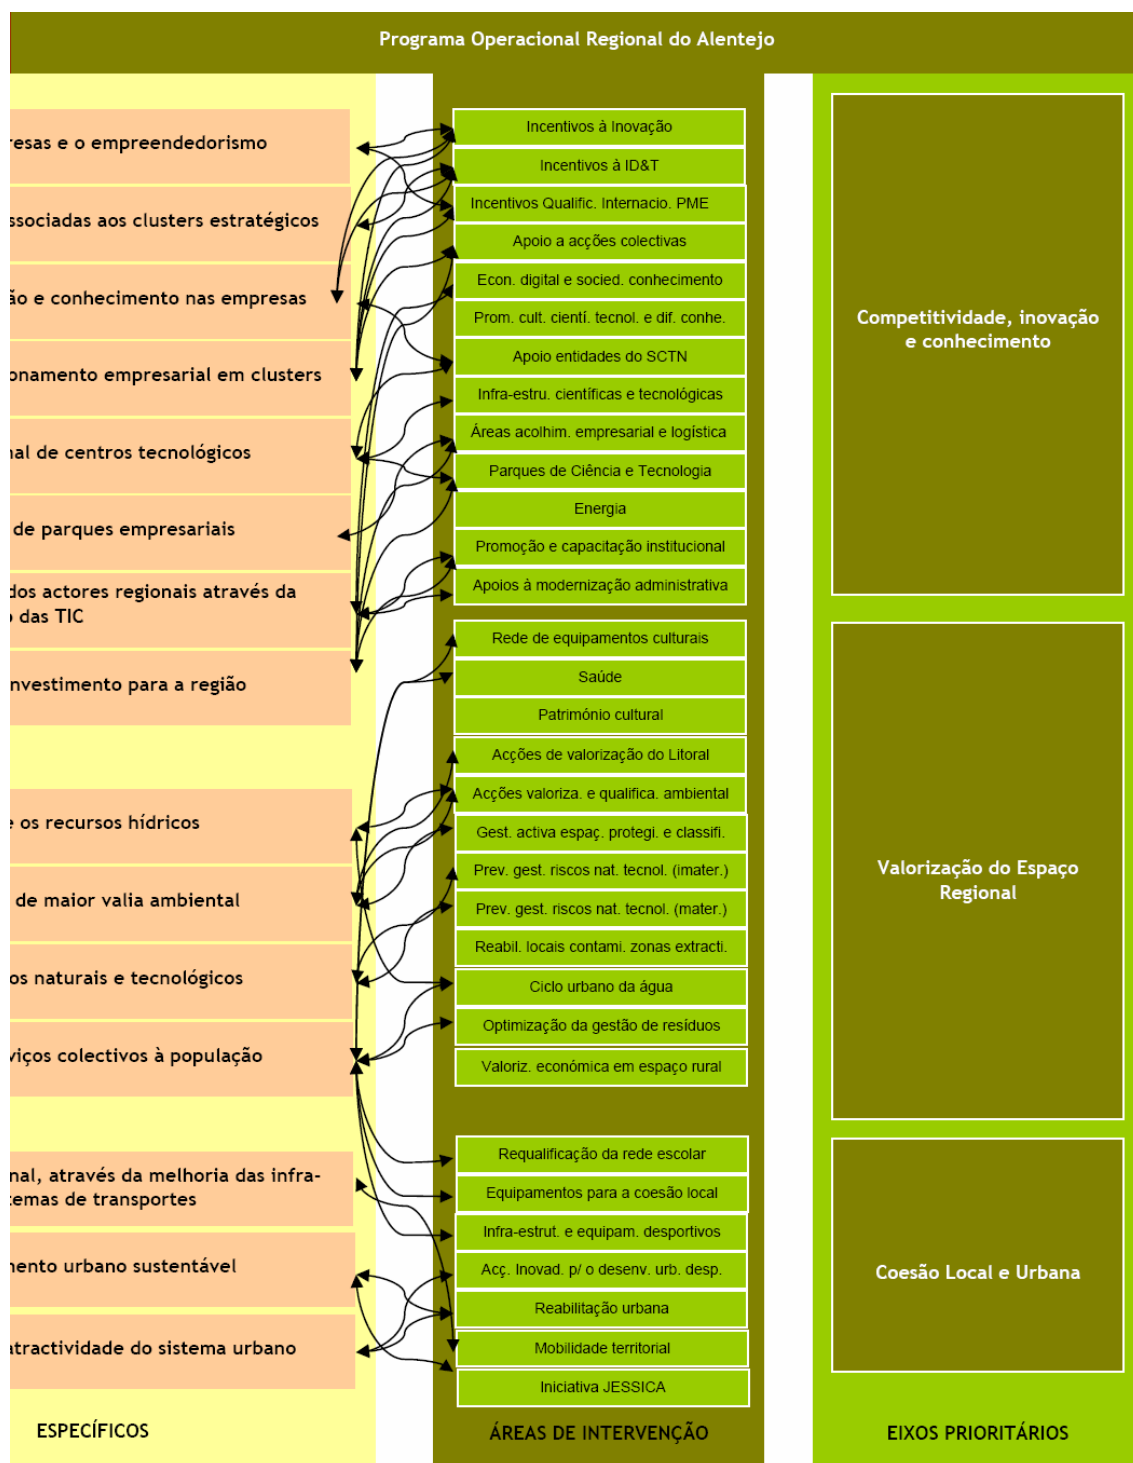 Programa Operacional Regional do Alentejo
resas e o empreendedorismo
ssociadas aos clusters estratégicos
ão e conhecimento nas empresas
onamento empresarial em clusters
nal de centros tecnológicos
de parques empresariais
dos actores regionais através da
o das TIC
nvestimento para a região
e os recursos hídricos
de maior valia ambiental
os naturais e tecnológicos
viços colectivos à população
nal, através da melhoria das infra-
temas de transportes
mento urbano sustentável
atractividade do sistema urbano
ESPECÍFICOS
Incentivos à Inovação
Incentivos à ID&T
Incentivos Qualific. Internacio. PME
Apoio a acções colectivas
Econ. digital e socied. conhecimento
Prom. cult. cientí. tecnol. e dif. conhe.
Apoio entidades do SCTN
Infra-estru. científicas e tecnológicas
Áreas acolhim. empresarial e logística
Parques de Ciência e Tecnologia
Energia
Promoção e capacitação institucional
Apoios à modernização administrativa
Rede de equipamentos culturais
Saúde
Património cultural
Acções de valorização do Litoral
Acções valoriza. e qualifica. ambiental
Gest. activa espaç. protegi. e classifi.
Prev. gest. riscos nat. tecnol. (imater.)
Prev. gest. riscos nat. tecnol. (mater.)
Reabil. locais contami. zonas extracti.
Ciclo urbano da água
Optimização da gestão de resíduos
Valoriz. económica em espaço rural
Requalificação da rede escolar
Equipamentos para a coesão local
Infra-estrut. e equipam. desportivos
Acç. Inovad. p/ o desenv. urb. desp.
Reabilitação urbana
Mobilidade territorial
Iniciativa JESSICA
ÁREAS DE INTERVENÇÃO
Competitividade, inovação
e conhecimento
Valorização do Espaço
Regional
Coesão Local e Urbana
EIXOS PRIORITÁRIOS